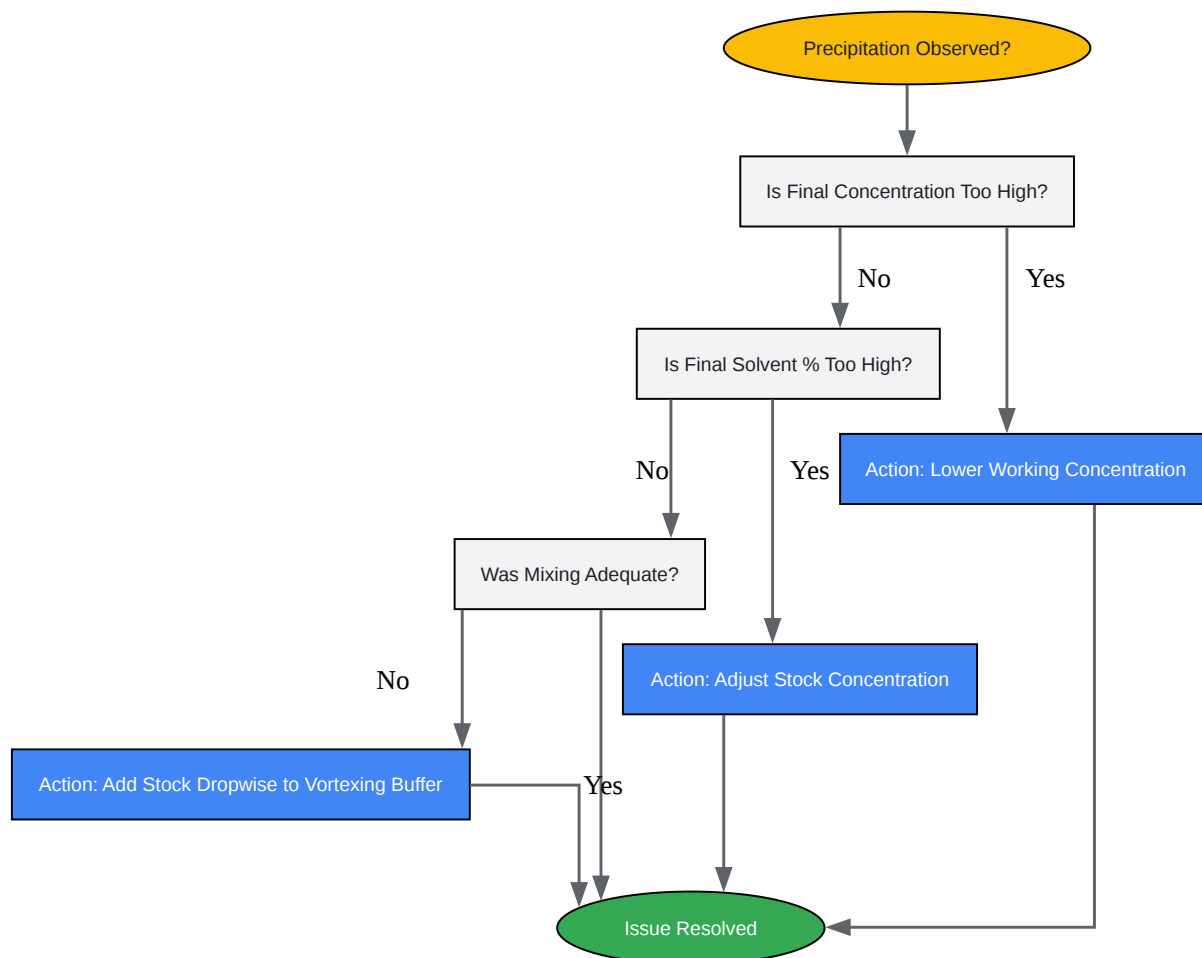 Precipitation Observed?
Is Final Concentration Too High?
No
Yes
Is Final Solvent % Too High?
No
Yes
Action: Lower Working Concentration
Was Mixing Adequate?
No
Action: Adjust Stock Concentration
Action: Add Stock Dropwise to Vortexing Buffer
Yes
Issue Resolved